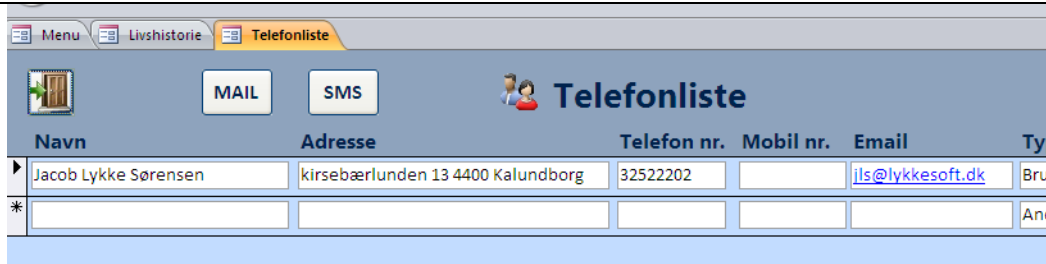 Menu Livshistorie Telefonliste
MAIL SMS Telefonliste
Navn Adresse Telefon nr. Mobil nr. Email Ty
Jacob Lykke Sørensen kirsebærlunden 13 4400 Kalundborg 32522202 jls@lykkesoft.dk Bru
* And